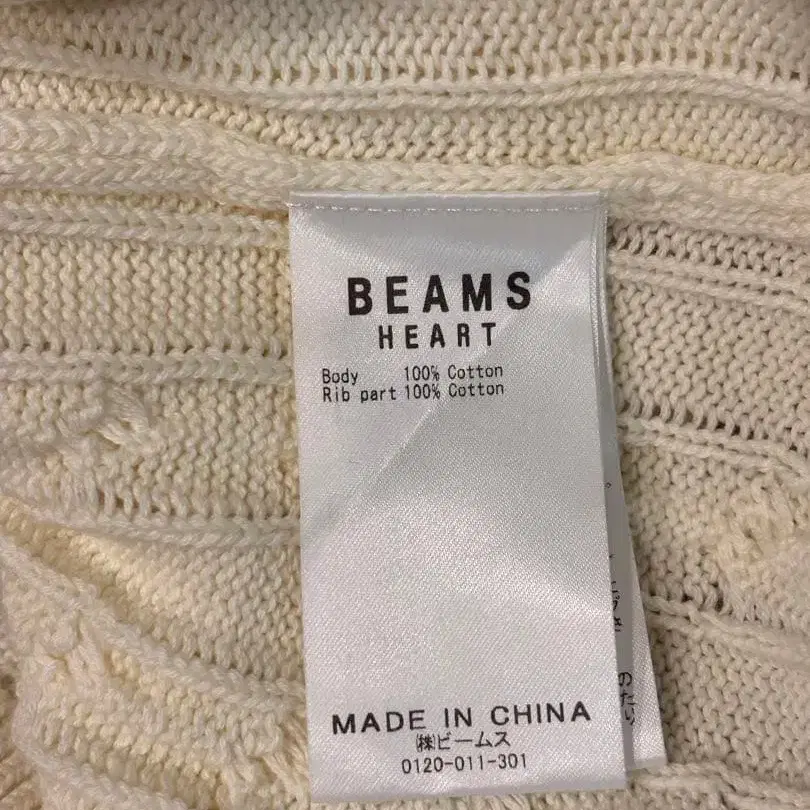 BEAMS
HEART
Body 100% Cotton
Rib part 100% Cotton
MADE IN CHINA
㈱ビームス
0120-011-301